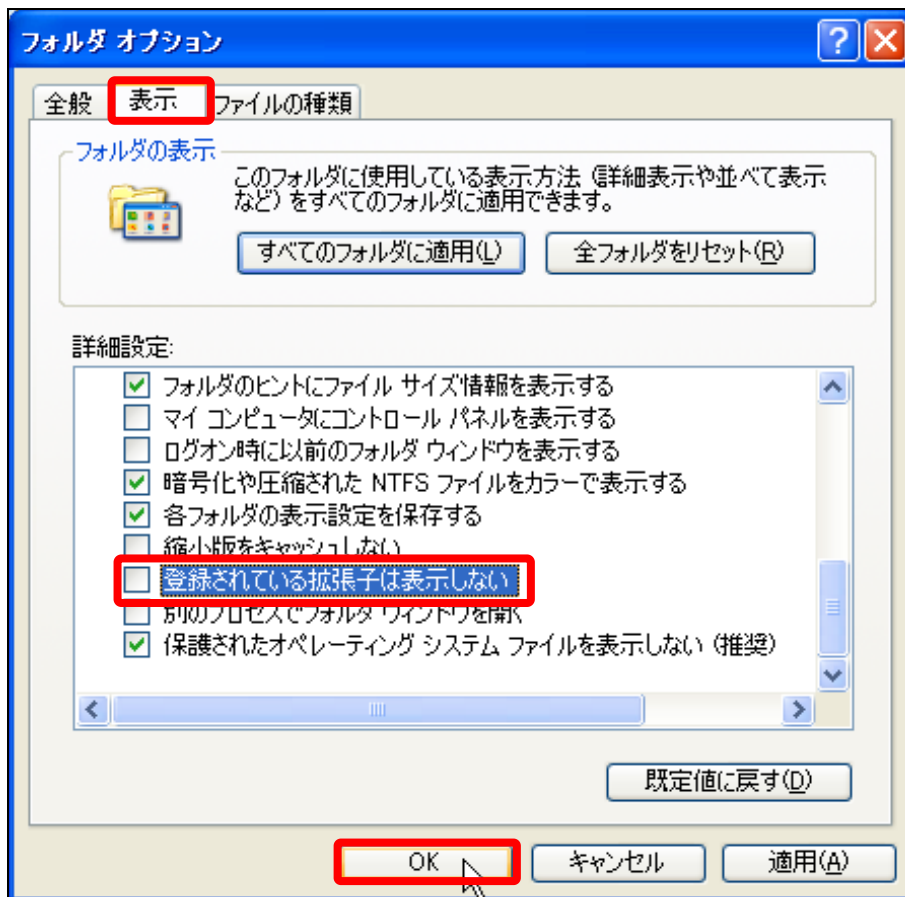 フォルダ オプション
全般
表示
ファイルの種類
フォルダの表示
このフォルダに使用している表示方法 (詳細表示や並べて表示
など) をすべてのフォルダに適用できます。
すべてのフォルダに適用(L)
全フォルダをリセット(R)
詳細設定:
フォルダのヒントにファイル サイズ情報を表示する
マイ コンピュータにコントロール パネルを表示する
ログオン時に以前のフォルダ ウィンドウを表示する
暗号化や圧縮された NTFS ファイルをカラーで表示する
各フォルダの表示設定を保存する
縮小版をキャッシュしない
登録されている拡張子は表示しない
別のプロセスでフォルダ ウィンドウを開く
保護されたオペレーティング システム ファイルを表示しない (推奨)
既定値に戻す(D)
OK
キャンセル
適用(A)